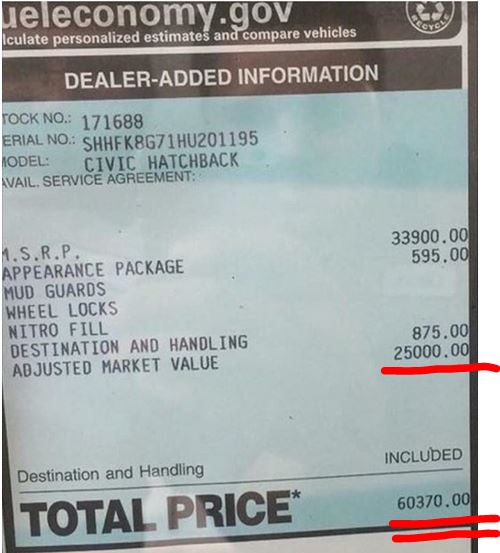 ueleconomy.gov
lculate personalized estimates and compare vehicles
RECYCLE
DEALER-ADDED INFORMATION
TOCK NO.: 171688
ERIAL NO.: SHHFK8G71HU201195
MODEL: CIVIC HATCHBACK
AVAIL. SERVICE AGREEMENT:
M.S.R.P. 33900.00
APPEARANCE PACKAGE 595.00
MUD GUARDS
WHEEL LOCKS
NITRO FILL
DESTINATION AND HANDLING 875.00
ADJUSTED MARKET VALUE 25000.00
Destination and Handling INCLUDED
TOTAL PRICE* 60370.00